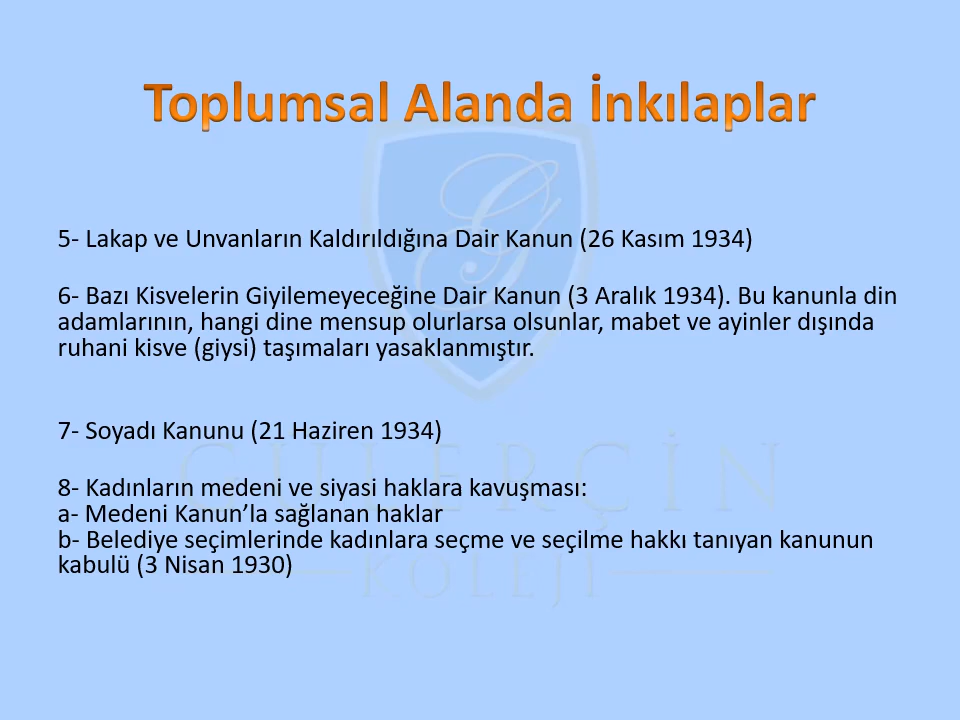 Toplumsal Alanda İnkılaplar
5- Lakap ve Unvanların Kaldırıldığına Dair Kanun (26 Kasım 1934)
6- Bazı Kisvelerin Giyilemeyeceğine Dair Kanun (3 Aralık 1934). Bu kanunla din
adamlarının, hangi dine mensup olurlarsa olsunlar, mabet ve ayinler dışında
ruhani kisve (giysi) taşımaları yasaklanmıştır.
7- Soyadı Kanunu (21 Haziran 1934)
8- Kadınların medeni ve siyasi haklara kavuşması:
a- Medeni Kanun’la sağlanan haklar
b- Belediye seçimlerinde kadınlara seçme ve seçilme hakkı tanıyan kanunun
kabulü (3 Nisan 1930)
G
GÜLERÇİN
KOLEJİ